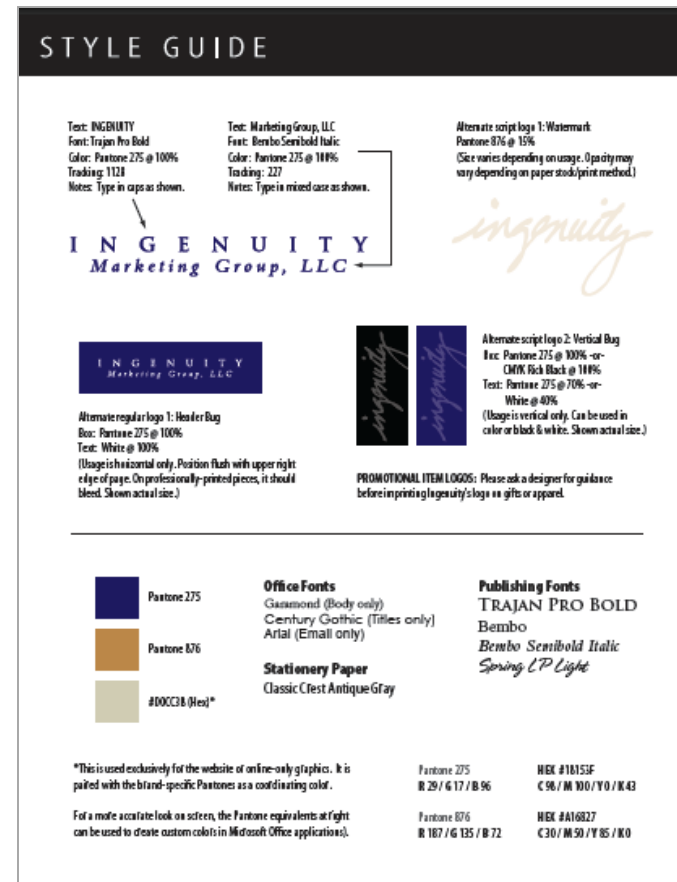 STYLE GUIDE
Text: INGENUITY
Font: Trajan Pro Bold
Color: Pantone 275 @ 100%
Tracking: 1128
Notes: Type in caps as shown.
Text: Marketing Group, LLC
Font: Bembo Semibold Italic
Color: Pantone 275 @ 100%
Tracking: 227
Notes: Type in mixed case as shown.
Alternate script logo 1: Watermark
Pantone 876 @ 15%
(Size varies depending on usage. Opacity may
vary depending on paper stock/print method.)
INGENUITY
Marketing Group, LLC
ingenuity
INGENUITY
Marketing Group, LLC
Alternate regular logo 1: Header Bug
Box: Pantone 275 @ 100%
Text: White @ 100%
(Usage is horizontal only. Position flush with upper right
edge of page. On professionally-printed pieces, it should
bleed. Shown actual size.)
ingenuity
ingenuity
Alternate script logo 2: Vertical Bug
Box: Pantone 275 @ 100% -or-
CMYK Rich Black @ 100%
Text: Pantone 275 @ 70% -or-
White @ 40%
(Usage is vertical only. Can be used in
color or black & white. Shown actual size.)
PROMOTIONAL ITEM LOGOS: Please ask a designer for guidance
before imprinting Ingenuity's logo on gifts or apparel.
Pantone 275
Pantone 876
#D0CC3B (Hex)*
Office Fonts
Garamond (Body only)
Century Gothic (Titles only)
Arial (Email only)
Stationery Paper
Classic Crest Antique Gray
Publishing Fonts
TRAJAN PRO BOLD
Bembo
Bembo Semibold Italic
Spring LP Light
*This is used exclusively for the website of online-only graphics. It is
paired with the brand-specific Pantones as a coordinating color.
For a more accurate look on screen, the Pantone equivalents at right
can be used to create custom colors in Microsoft Office applications).
Pantone 275
R 29 / G 17 / B 96
HEX #18153F
C 98 / M 100 / Y 0 / K 43
Pantone 876
R 187 / G 135 / B 72
HEX #A16827
C 30 / M 50 / Y 85 / K 0